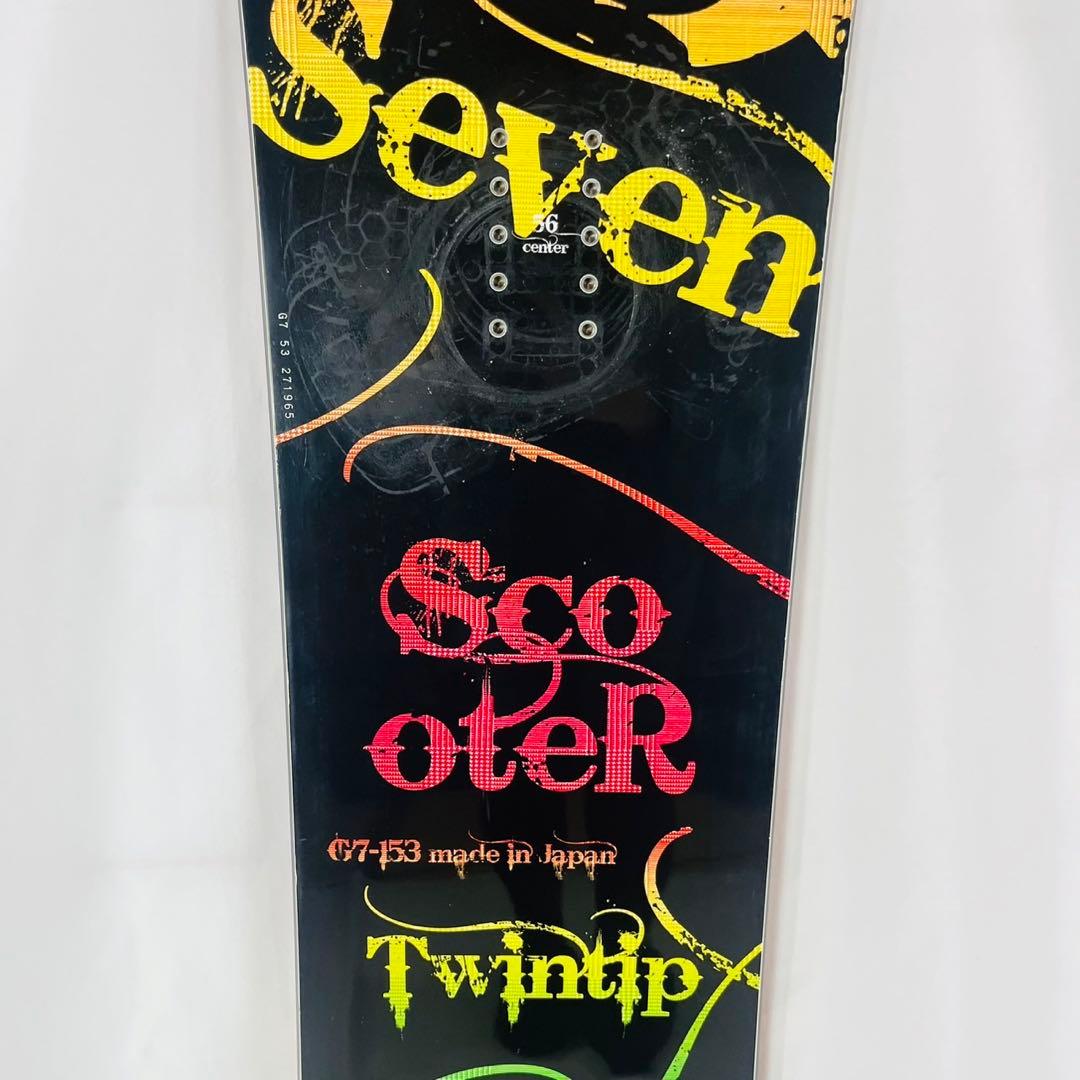 Seven
56
center
G7 53 271965
Sco
oteR
G7-153 made in Japan
Twintip